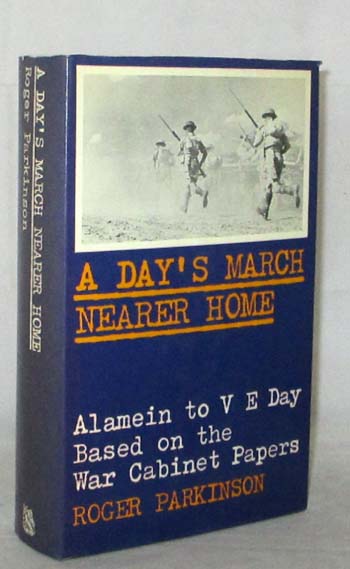 A DAY'S MARCH NEARER HOME
Roger Parkinson
A DAY'S MARCH
NEARER HOME
Alamein to V E Day
Based on the
War Cabinet Papers
ROGER PARKINSON